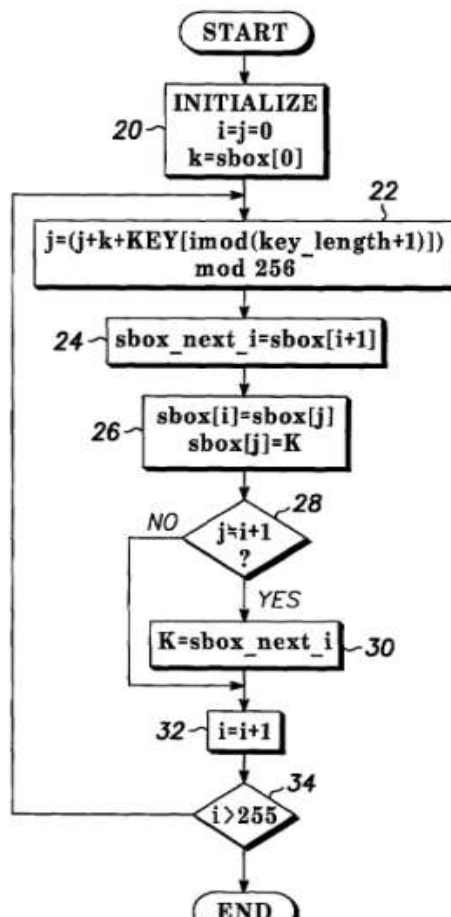 START
20
INITIALIZE
i=j=0
k=sbox[0]
22
j=(j+k+KEY[imod(key_length+1)])
mod 256
24
sbox_next_i=sbox[i+1]
26
sbox[i]=sbox[j]
sbox[j]=K
28
j≒i+1
?
NO
YES
K=sbox_next_i
30
32
i=i+1
34
i>255
END